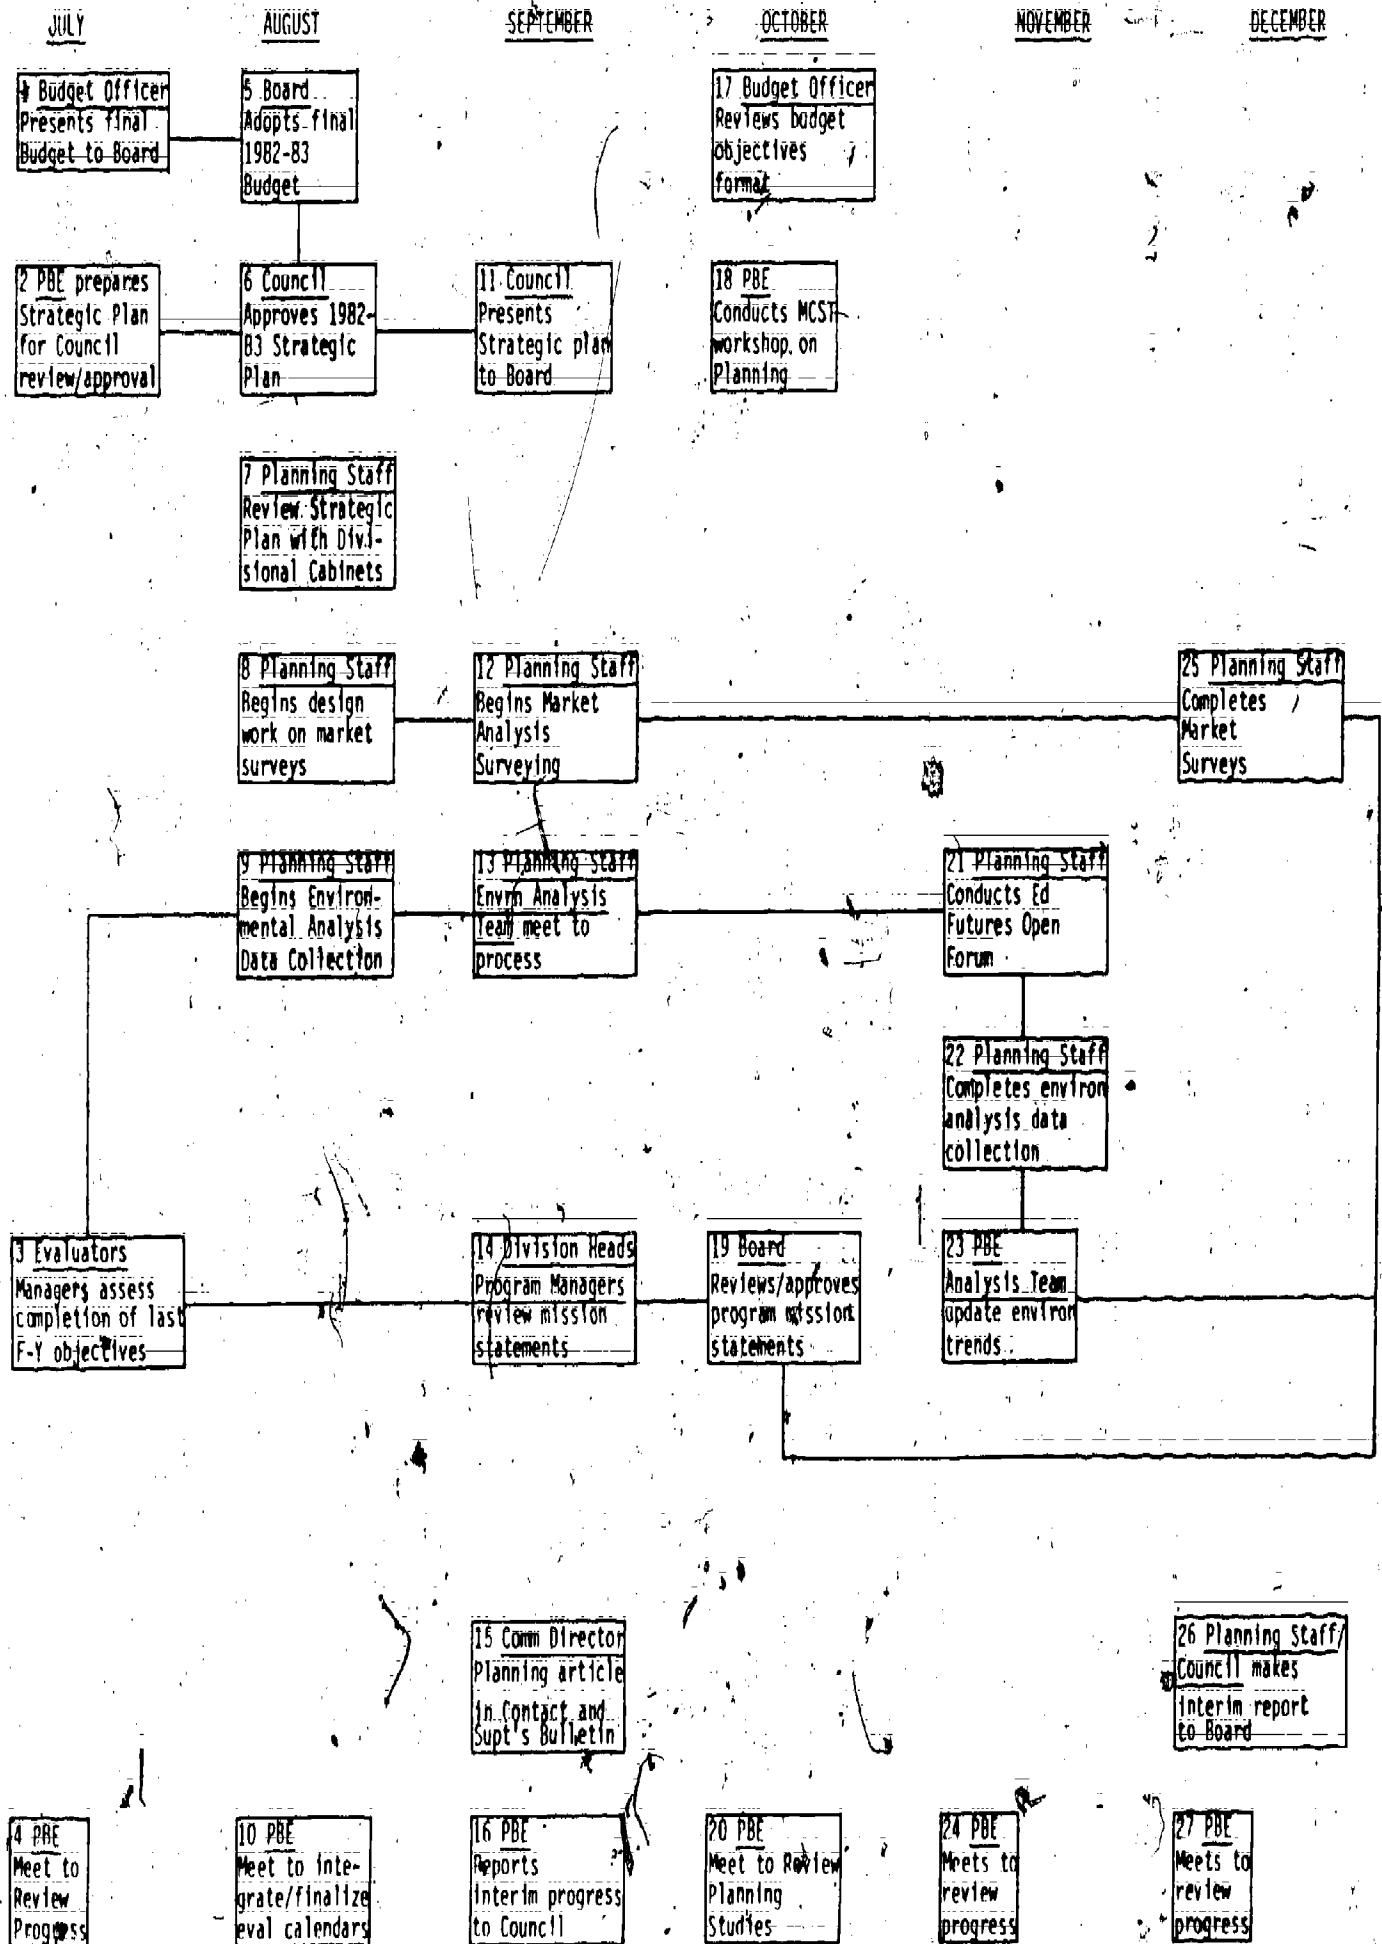 JULY
AUGUST
SEPTEMBER
OCTOBER
NOVEMBER
DECEMBER
Budget Officer
Presents final
Budget to Board
5 Board
Adopts final
1982-83
Budget
17 Budget Officer
Reviews budget
objectives
format
2 PBE prepares
Strategic Plan
for Council
review/approval
6 Council
Approves 1982-
83 Strategic
Plan
11 Council
Presents
Strategic plan
to Board
18 PBE
Conducts MCST
workshop on
Planning
7 Planning Staff
Review Strategic
Plan with Divi-
sional Cabinets
8 Planning Staff
Begins design
work on market
surveys
12 Planning Staff
Begins Market
Analysis
Surveying
25 Planning Staff
Completes
Market
Surveys
9 Planning Staff
Begins Environ-
mental Analysis
Data Collection
13 Planning Staff
Envrn Analysis
Team meet to
process
21 Planning Staff
Conducts Ed
Futures Open
Forum
22 Planning Staff
Completes environ
analysis data
collection
3 Evaluators
Managers assess
completion of last
F-Y objectives
14 Division Heads
Program Managers
review mission
statements
19 Board
Reviews/approves
program mission
statements
23 PBE
Analysis Team
update environ
trends
15 Comm Director
Planning article
in Contact and
Supt's Bulletin
26 Planning Staff/
Council makes
interim report
to Board
4 PBE
Meet to
Review
Progress
10 PBE
Meet to inte-
grate/finalize
eval calendars
16 PBE
Reports
interim progress
to Council
20 PBE
Meet to Review
Planning
Studies
24 PBE
Meets to
review
progress
27 PBE
Meets to
review
progress